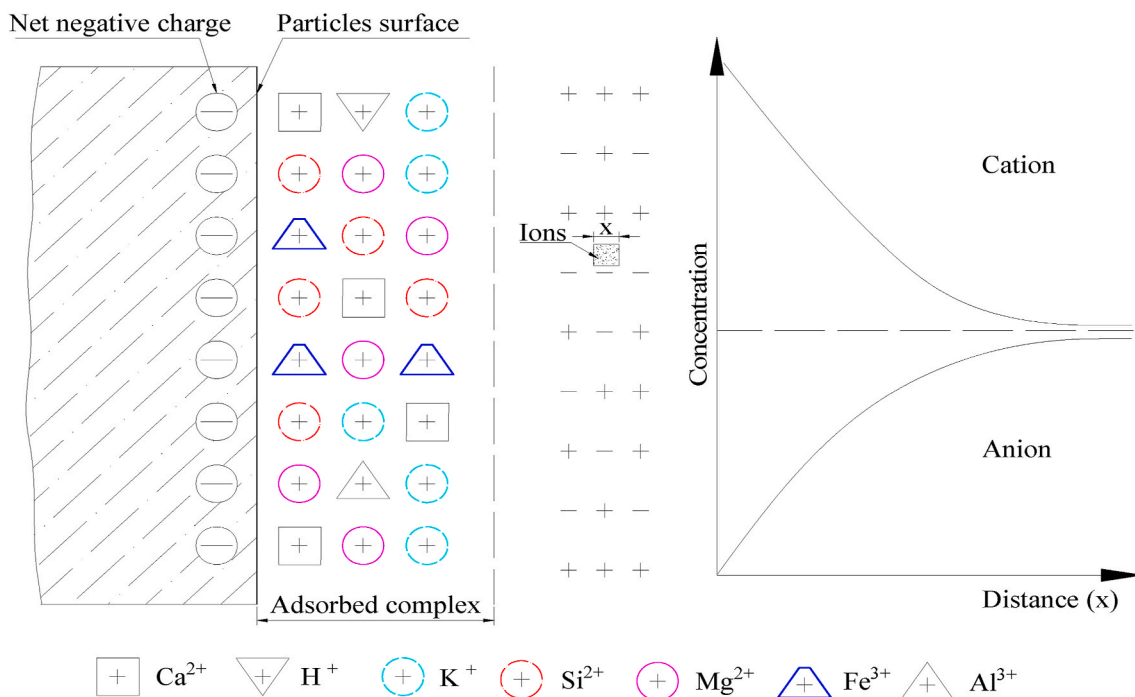 Net negative charge
Particles surface
Ions
x
Adsorbed complex
Concentration
Cation
Anion
Distance (x)
Ca²⁺
H⁺
K⁺
Si²⁺
Mg²⁺
Fe³⁺
Al³⁺